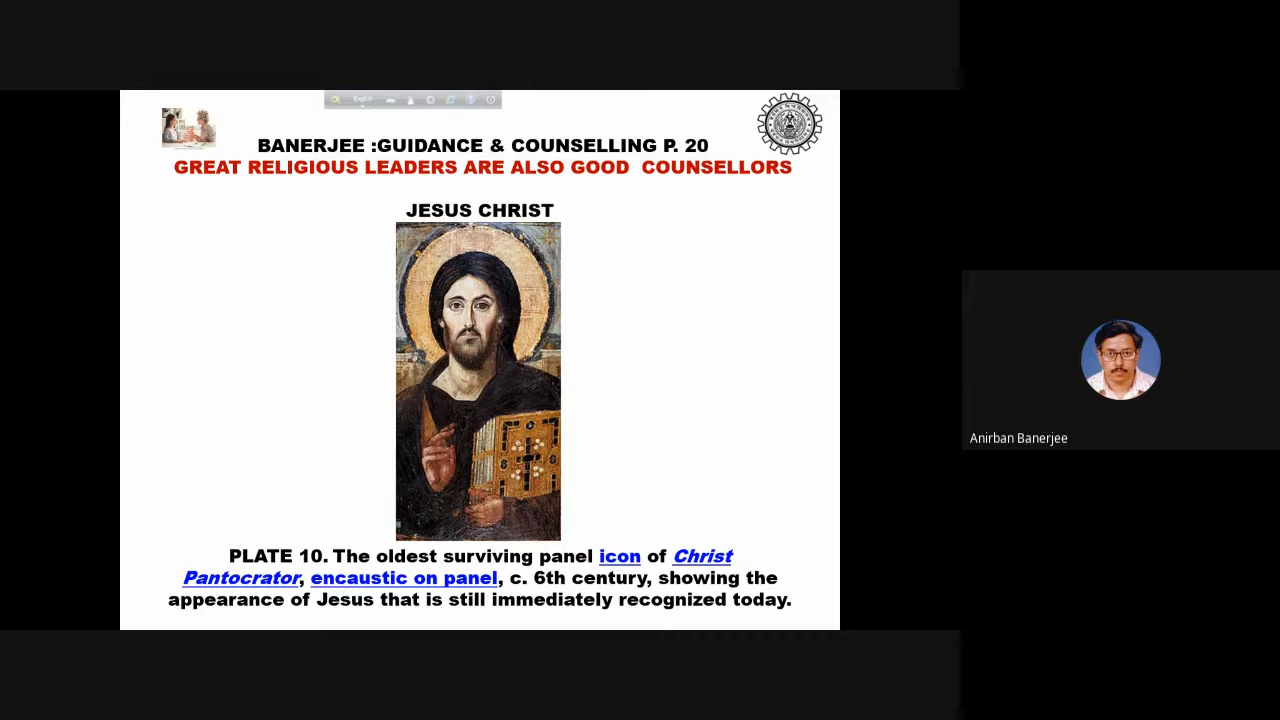 English
BANERJEE :GUIDANCE & COUNSELLING P. 20
GREAT RELIGIOUS LEADERS ARE ALSO GOOD  COUNSELLORS
JESUS CHRIST
PLATE 10. The oldest surviving panel icon of Christ
Pantocrator, encaustic on panel, c. 6th century, showing the
appearance of Jesus that is still immediately recognized today.
Anirban Banerjee